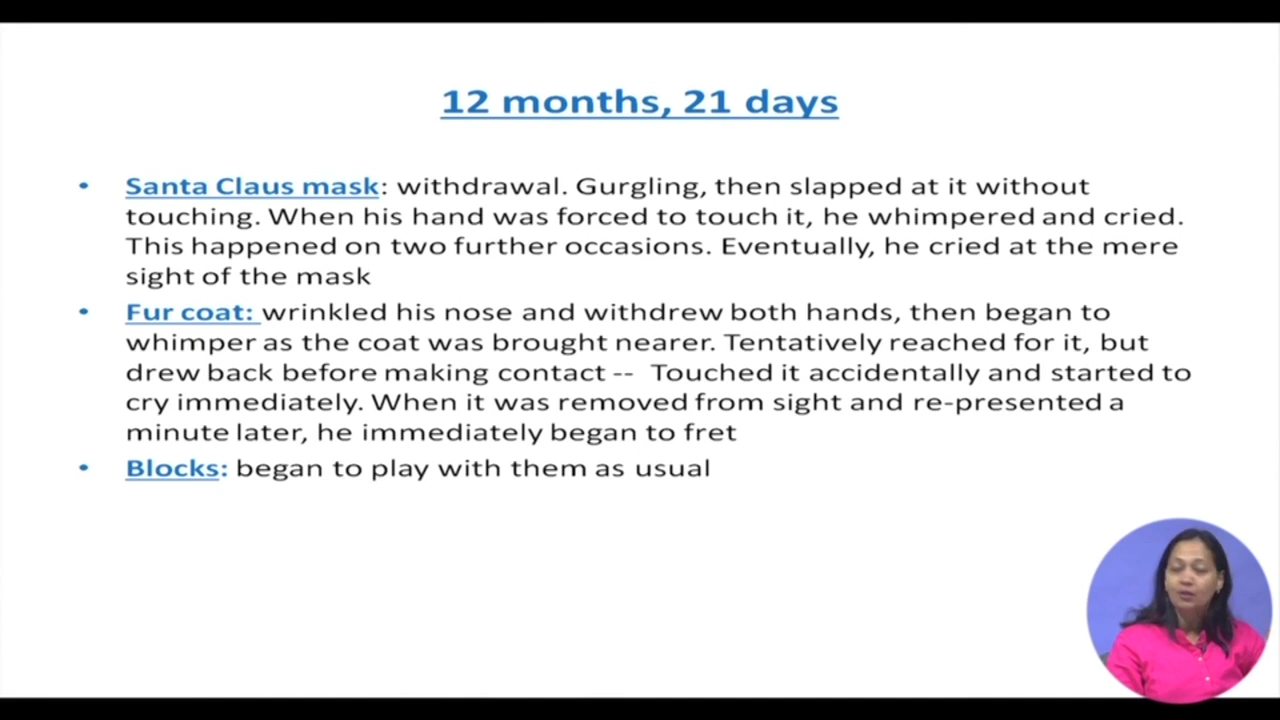 12 months, 21 days
• Santa Claus mask: withdrawal. Gurgling, then slapped at it without
touching. When his hand was forced to touch it, he whimpered and cried.
This happened on two further occasions. Eventually, he cried at the mere
sight of the mask
• Fur coat: wrinkled his nose and withdrew both hands, then began to
whimper as the coat was brought nearer. Tentatively reached for it, but
drew back before making contact -- Touched it accidentally and started to
cry immediately. When it was removed from sight and re-presented a
minute later, he immediately began to fret
• Blocks: began to play with them as usual